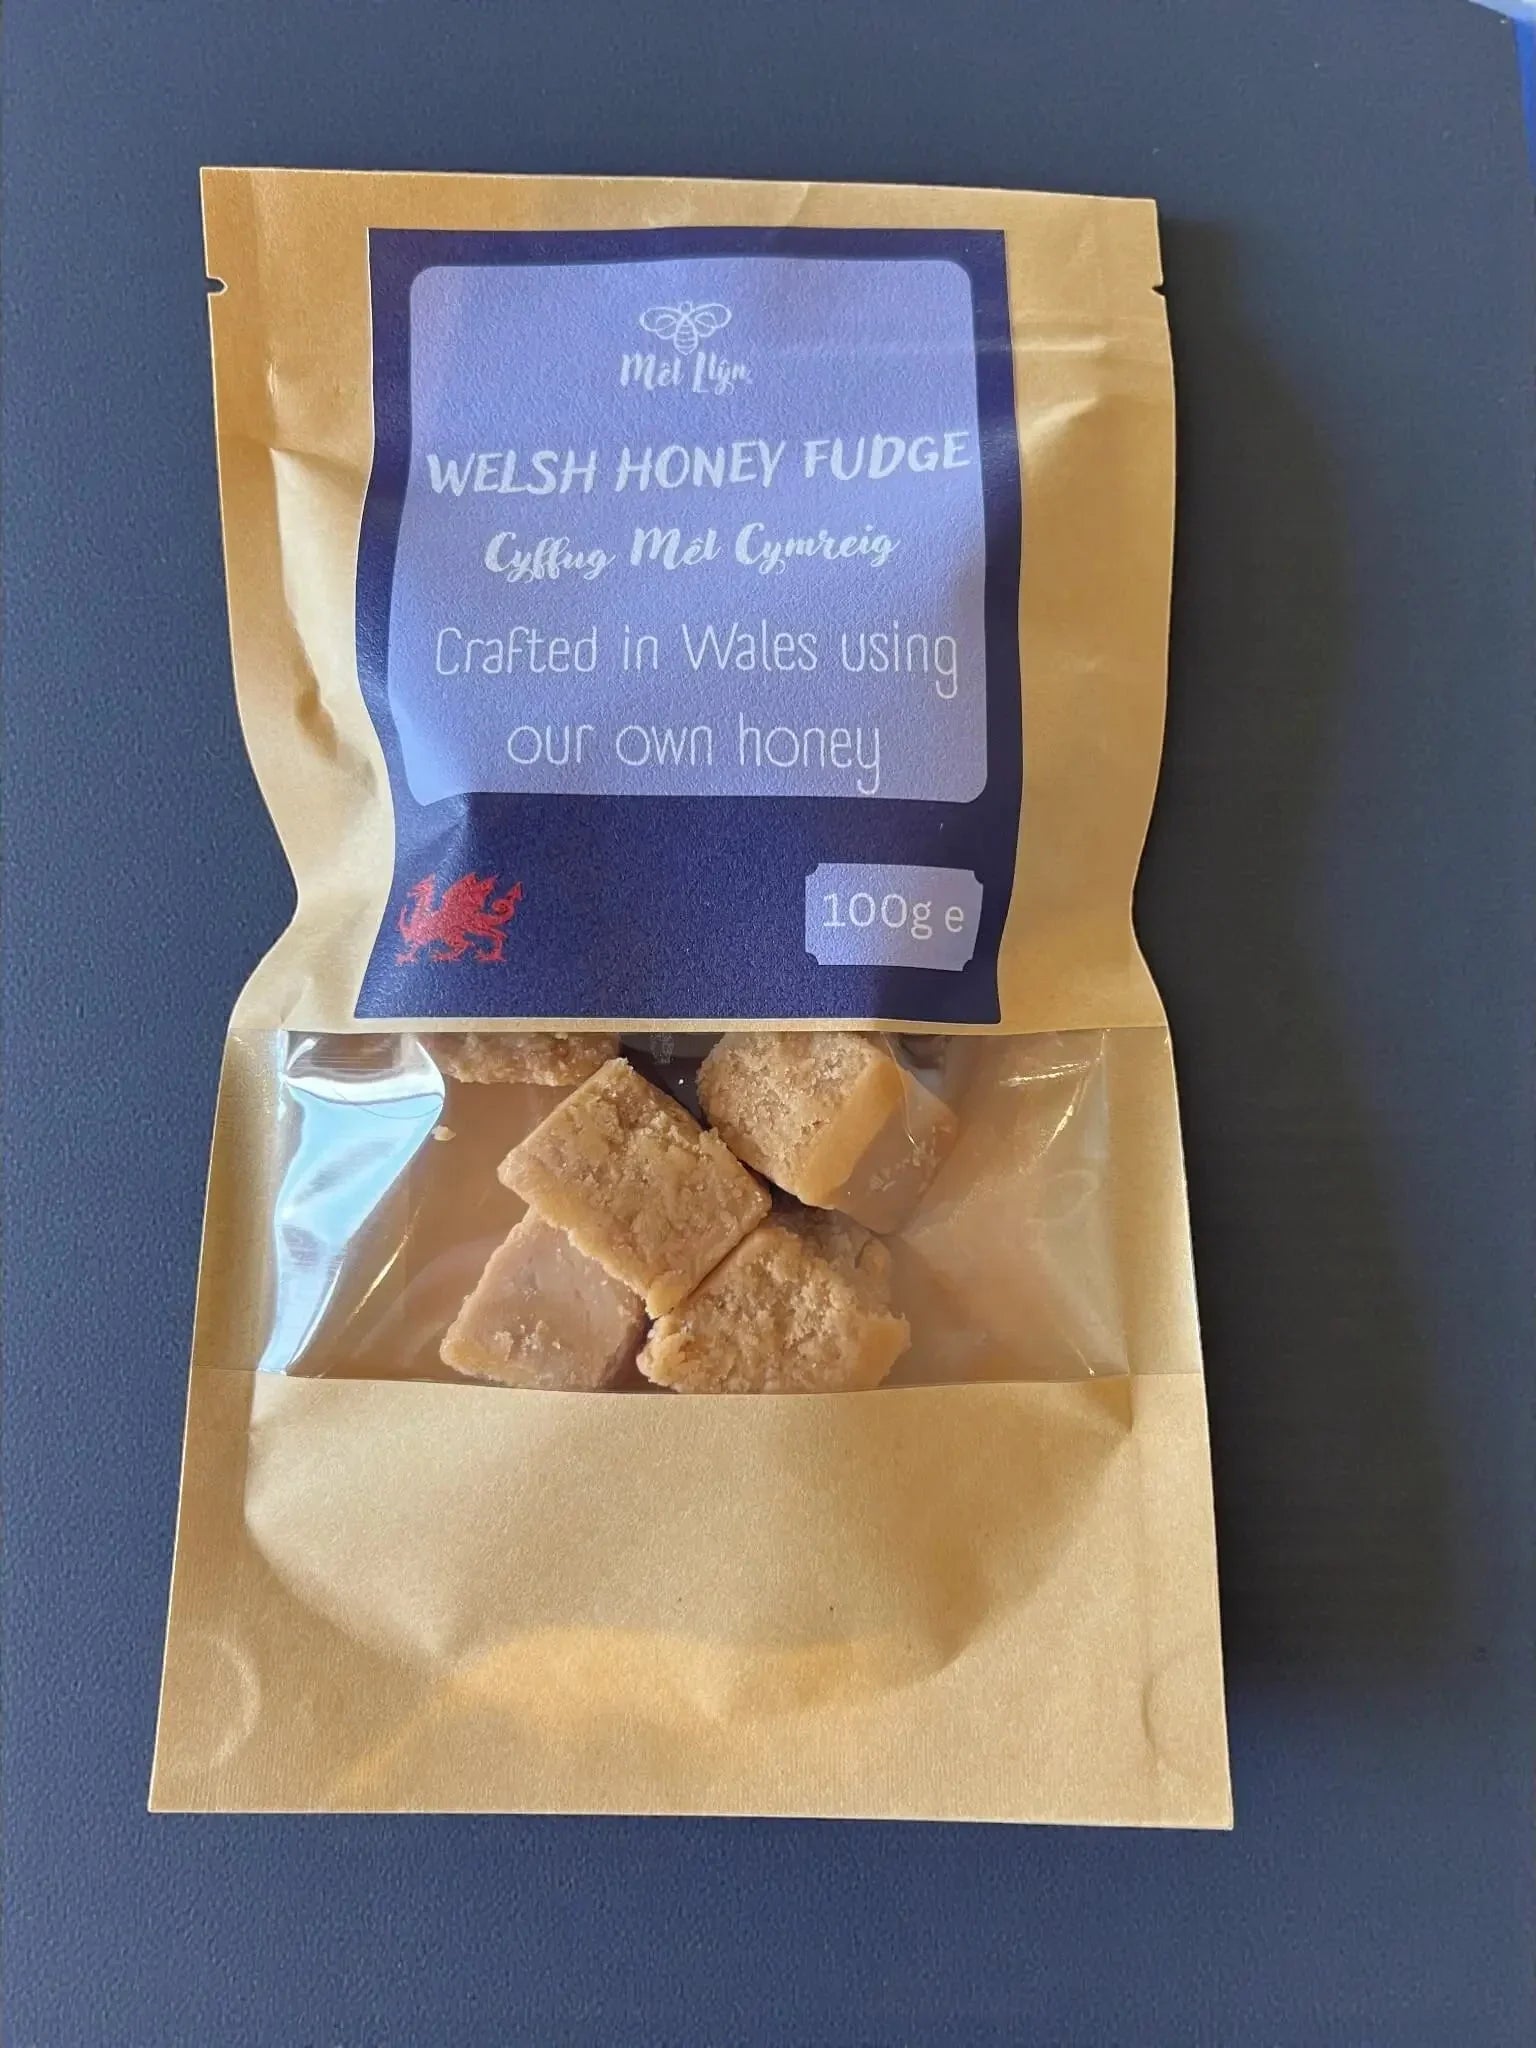 Mêl Llŷn
WELSH HONEY FUDGE
Cyffug Mêl Cymreig
Crafted in Wales using
our own honey
100g e